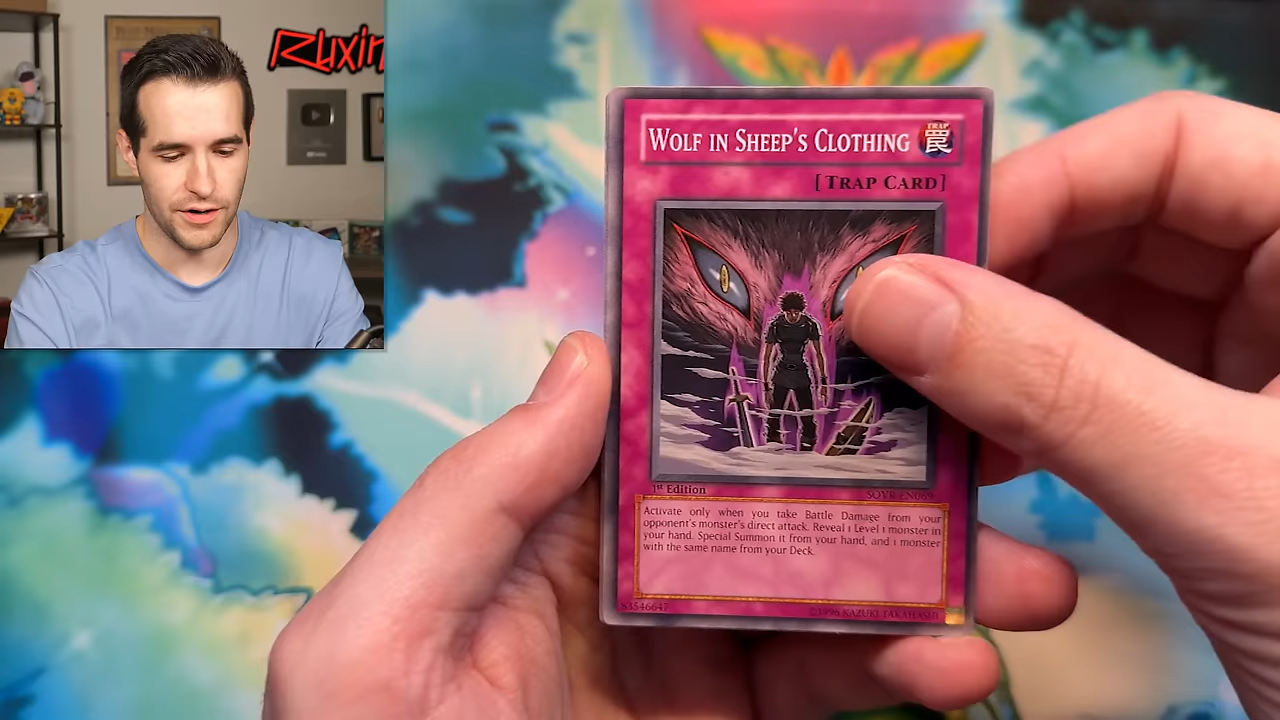 Ruxin
WOLF IN SHEEP'S CLOTHING
TRAP
罠
[TRAP CARD]
1st Edition
SOVR-EN069
Activate only when you take Battle Damage from your
opponent's monster's direct attack. Reveal 1 Level 1 monster in
your hand. Special Summon it from your hand, and 1 monster
with the same name from your Deck.
©1996 KAZUKI TAKAHASHI